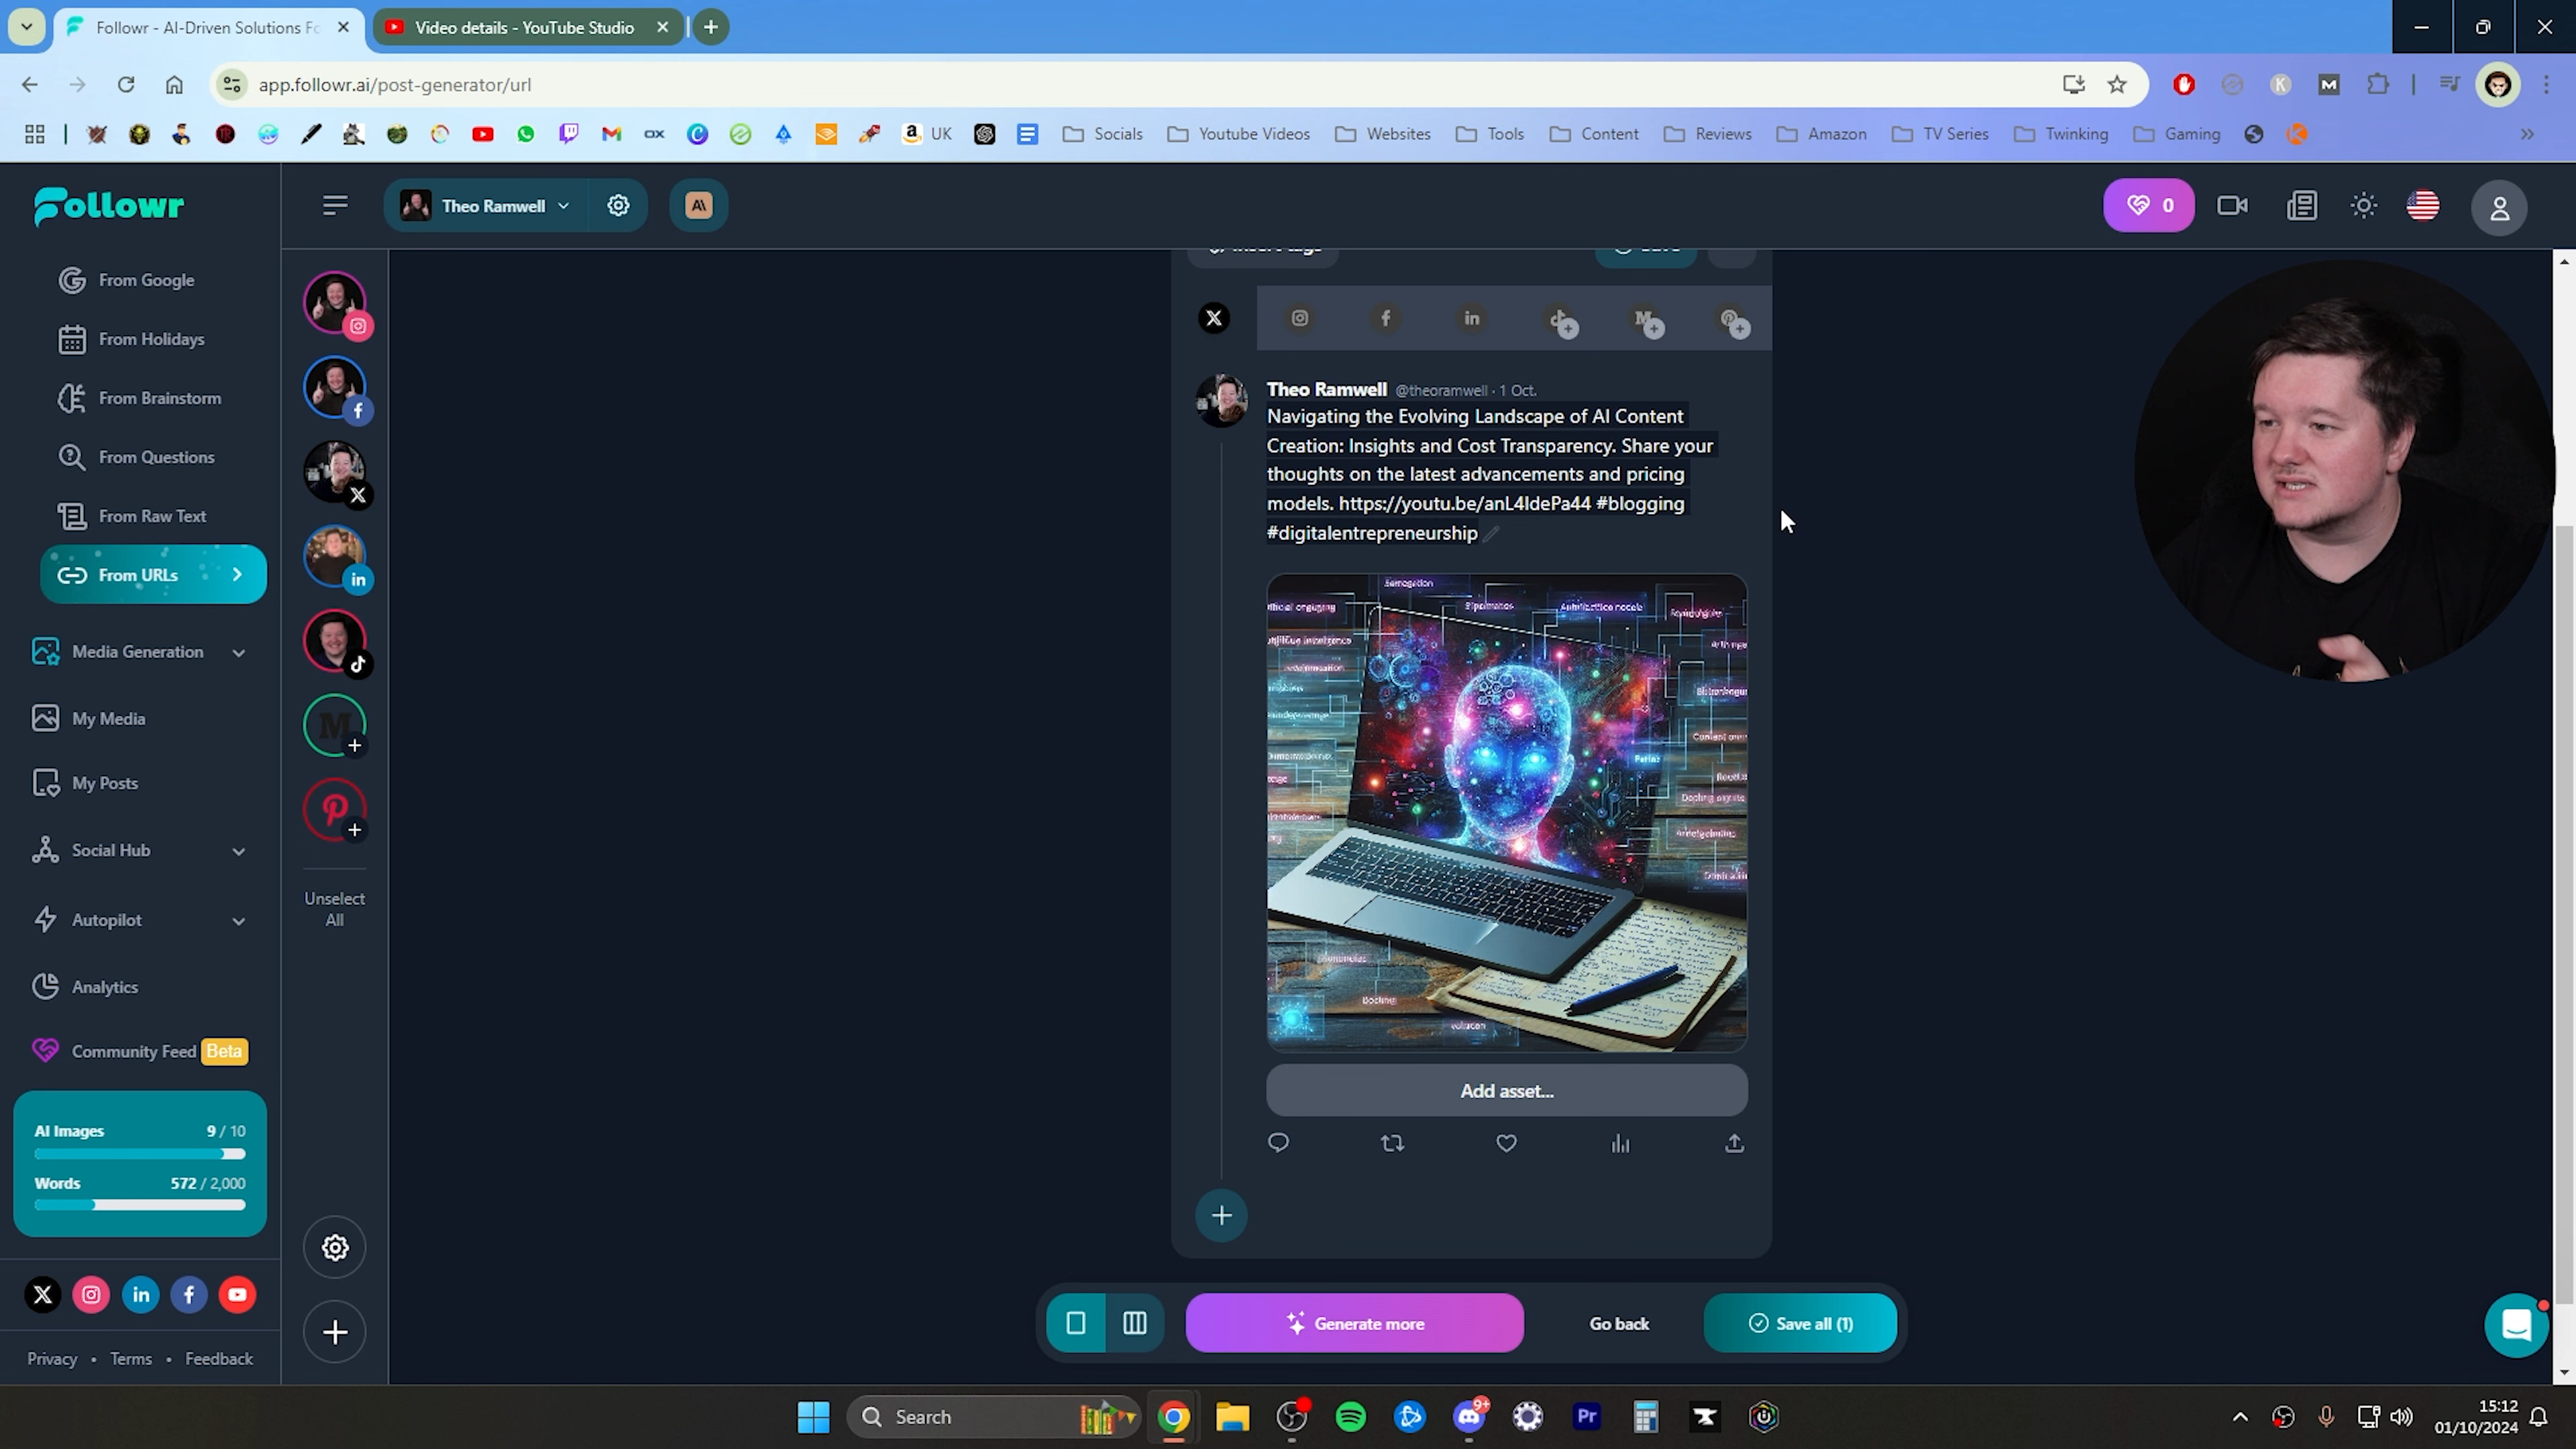 Followr - AI-Driven Solutions Fo
Video details - YouTube Studio
app.followr.ai/post-generator/url
UK
Socials
Youtube Videos
Websites
Tools
Content
Reviews
Amazon
TV Series
Twinking
Gaming
Followr
Theo Ramwell
0
From Google
From Holidays
From Brainstorm
From Questions
From Raw Text
From URLs
Media Generation
My Media
My Posts
Social Hub
Autopilot
Analytics
Community Feed Beta
AI Images 9 / 10
Words 572 / 2,000
Privacy • Terms • Feedback
Unselect
All
Theo Ramwell @theoramwell · 1 Oct.
Navigating the Evolving Landscape of AI Content
Creation: Insights and Cost Transparency. Share your
thoughts on the latest advancements and pricing
models. https://youtu.be/anL4IdePa44 #blogging
#digitalentrepreneurship
Add asset...
Generate more
Go back
Save all (1)
Search
9+
Pr
15:12
01/10/2024